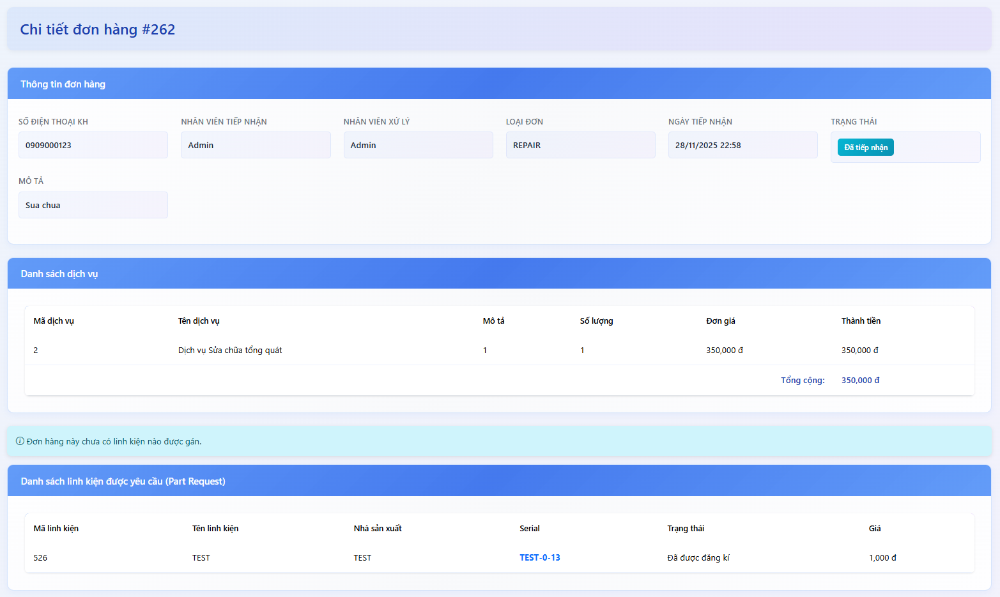 Chi tiết đơn hàng #262
Thông tin đơn hàng
SỐ ĐIỆN THOẠI KH NHÂN VIÊN TIẾP NHẬN NHÂN VIÊN XỬ LÝ LOẠI ĐƠN NGÀY TIẾP NHẬN TRẠNG THÁI
0909000123 Admin Admin REPAIR 28/11/2025 22:58 Đã tiếp nhận
MÔ TẢ
Sua chua
Danh sách dịch vụ
Mã dịch vụ Tên dịch vụ Mô tả Số lượng Đơn giá Thành tiền
2 Dịch vụ Sửa chữa tổng quát 1 1 350,000 đ 350,000 đ
Tổng cộng: 350,000 đ
Đơn hàng này chưa có linh kiện nào được gán.
Danh sách linh kiện được yêu cầu (Part Request)
Mã linh kiện Tên linh kiện Nhà sản xuất Serial Trạng thái Giá
526 TEST TEST TEST-0-13 Đã được đăng kí 1,000 đ